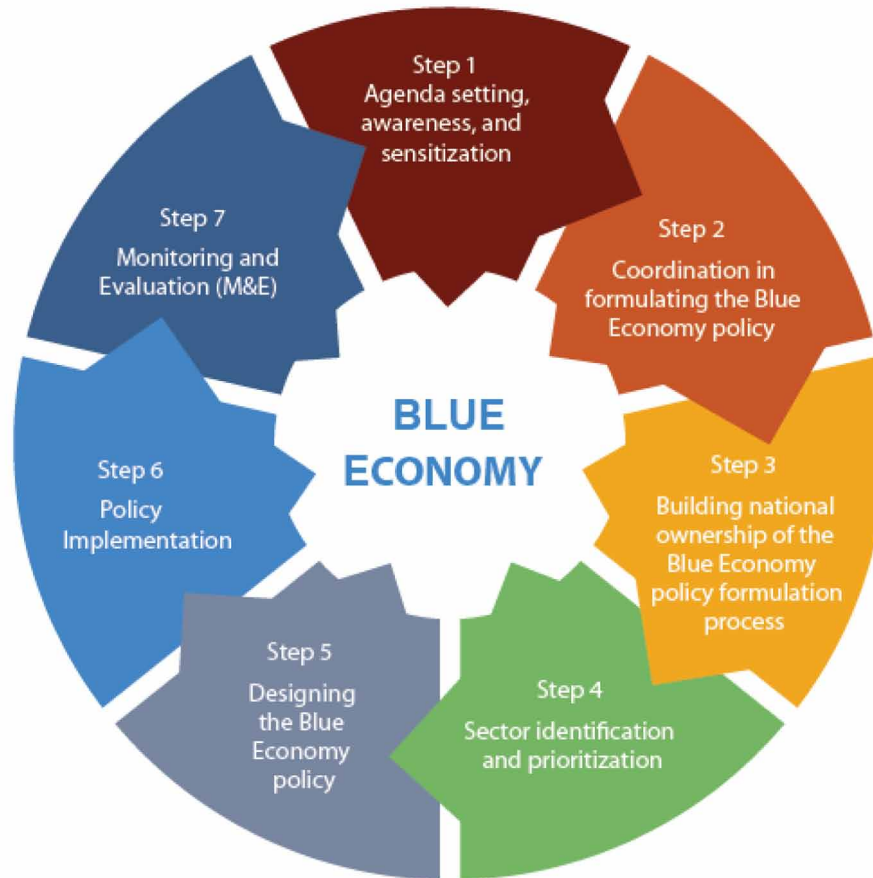 Step 1
Agenda setting,
awareness, and
sensitization
Step 2
Coordination in
formulating the Blue
Economy policy
Step 3
Building national
ownership of the
Blue Economy
policy formulation
process
Step 4
Sector identification
and prioritization
Step 5
Designing
the Blue
Economy
policy
Step 6
Policy
Implementation
Step 7
Monitoring and
Evaluation (M&E)
BLUE
ECONOMY